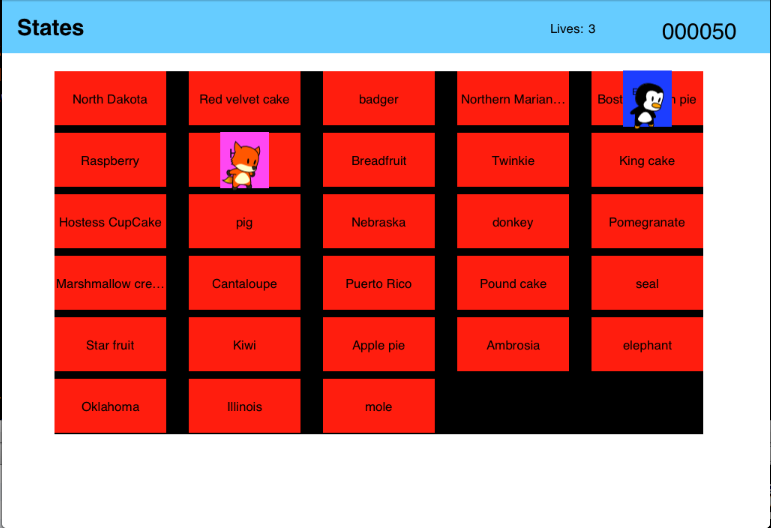 States
Lives: 3
000050
North Dakota
Red velvet cake
badger
Northern Marian...
Bost pie
Raspberry
Breadfruit
Twinkie
King cake
Hostess CupCake
pig
Nebraska
donkey
Pomegranate
Marshmallow cre...
Cantaloupe
Puerto Rico
Pound cake
seal
Star fruit
Kiwi
Apple pie
Ambrosia
elephant
Oklahoma
Illinois
mole